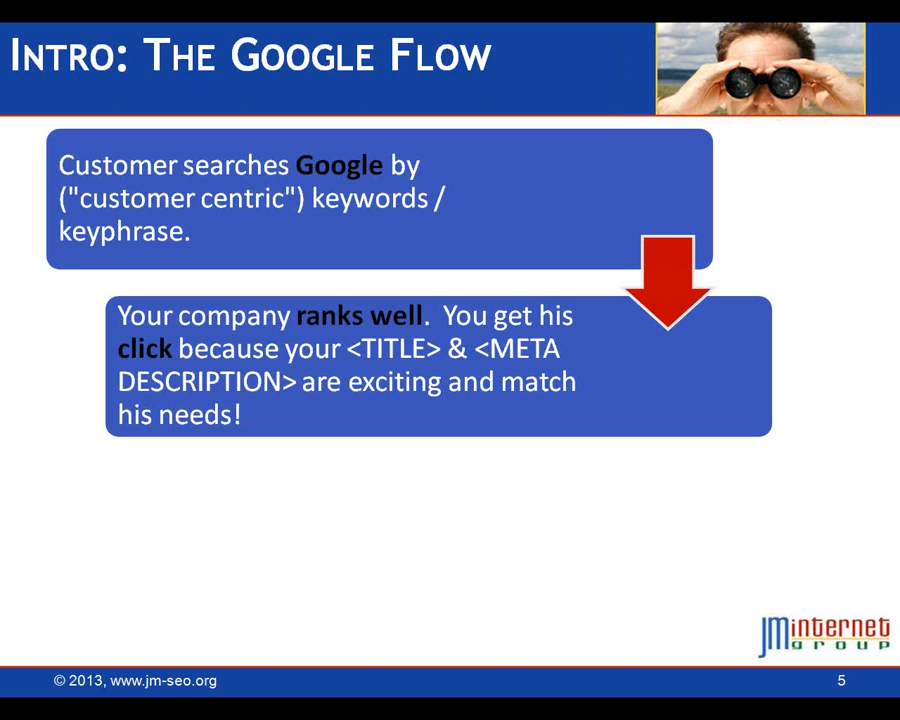 INTRO: THE GOOGLE FLOW
Customer searches Google by
("customer centric") keywords /
keyphrase.
Your company ranks well.  You get his
click because your <TITLE> & <META
DESCRIPTION> are exciting and match
his needs!
JMinternet
GROUP
© 2013, www.jm-seo.org
5